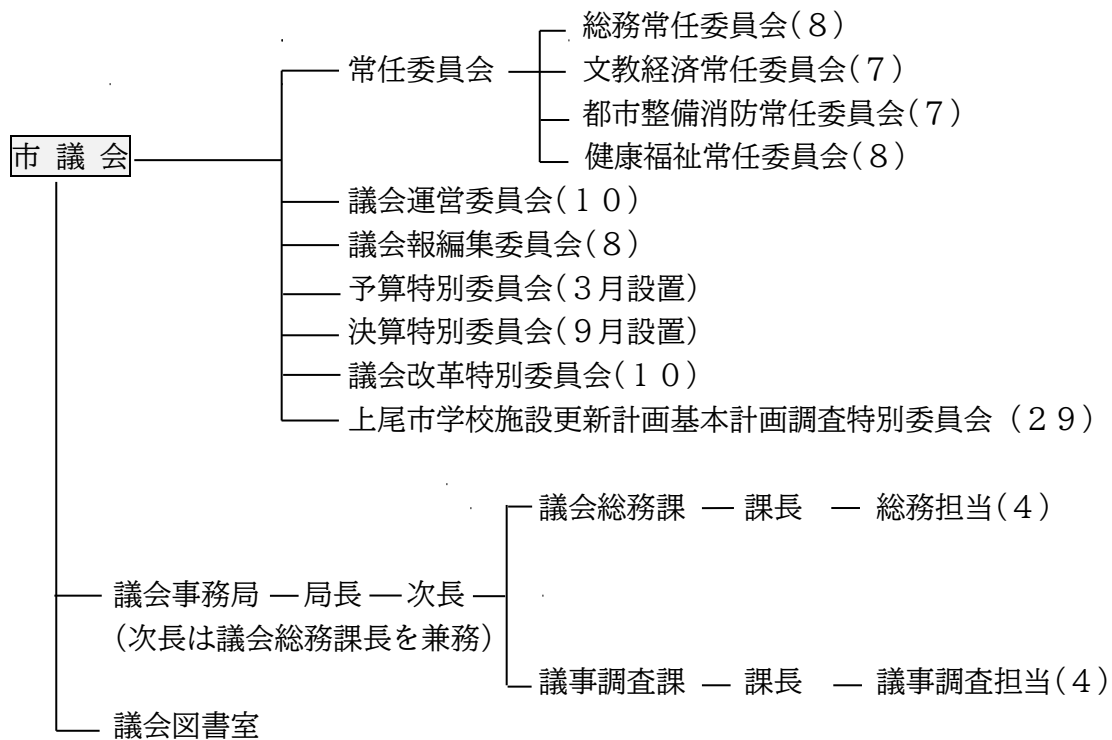 総務常任委員会(８)
常任委員会
文教経済常任委員会(７)
都市整備消防常任委員会(７)
市 議 会
健康福祉常任委員会(８)
議会運営委員会(１０)
議会報編集委員会(８)
予算特別委員会(３月設置)
決算特別委員会(９月設置)
議会改革特別委員会(１０)
上尾市学校施設更新計画基本計画調査特別委員会 (２９)
議会総務課 ― 課長 ― 総務担当(４)
議会事務局 ― 局長 ― 次長
(次長は議会総務課長を兼務)
議事調査課 ― 課長 ― 議事調査担当(４)
議会図書室